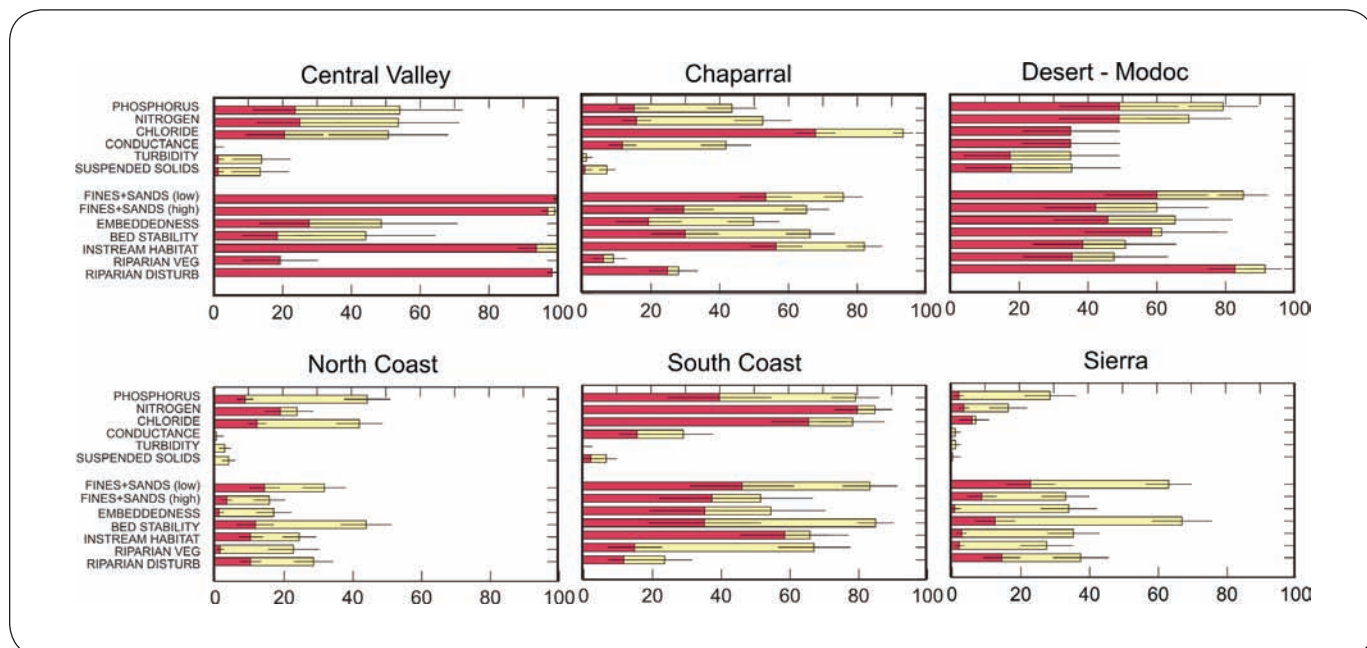 Central Valley
Chaparral
Desert - Modoc
PHOSPHORUS
NITROGEN
CHLORIDE
CONDUCTANCE
TURBIDITY
SUSPENDED SOLIDS
FINES+SANDS (low)
FINES+SANDS (high)
EMBEDDEDNESS
BED STABILITY
INSTREAM HABITAT
RIPARIAN VEG
RIPARIAN DISTURB
0 20 40 60 80 100
0 20 40 60 80 100
0 20 40 60 80 100
North Coast
South Coast
Sierra
PHOSPHORUS
NITROGEN
CHLORIDE
CONDUCTANCE
TURBIDITY
SUSPENDED SOLIDS
FINES+SANDS (low)
FINES+SANDS (high)
EMBEDDEDNESS
BED STABILITY
INSTREAM HABITAT
RIPARIAN VEG
RIPARIAN DISTURB
0 20 40 60 80 100
0 20 40 60 80 100
0 20 40 60 80 100